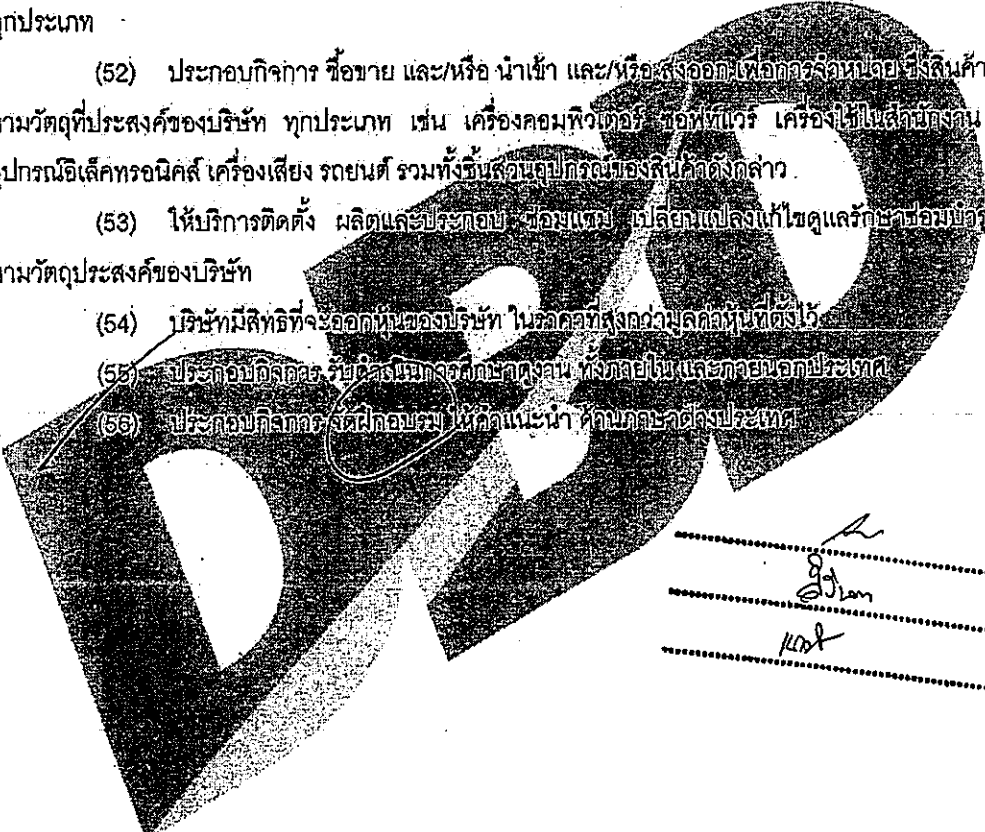 ทุกประเภท
(52) ประกอบกิจการ ซื้อขาย และ/หรือ นำเข้า และ/หรือ ส่งออก เพื่อการจำหน่าย ซึ่งสินค้า
ตามวัตถุที่ประสงค์ของบริษัท ทุกประเภท เช่น เครื่องคอมพิวเตอร์ ซอฟท์แวร์ เครื่องใช้ในสำนักงาน
อุปกรณ์อิเล็คทรอนิคส์ เครื่องเสียง รถยนต์ รวมทั้งชิ้นส่วนอุปกรณ์ของสินค้าดังกล่าว
(53) ให้บริการติดตั้ง ผลิตและประกอบ ซ่อมแซม เปลี่ยนแปลงแก้ไขดูแลรักษาซ่อมบำรุ
ตามวัตถุประสงค์ของบริษัท
(54) บริษัทมีสิทธิที่จะออกหุ้นของบริษัท ในราคาที่สูงกว่ามูลค่าหุ้นที่ตั้งไว้
(55) ประกอบกิจการ รับดำเนินการศึกษาดูงาน ทั้งภายใน และภายนอกประเทศ
(56) ประกอบกิจการ จัดฝึกอบรม ให้คำแนะนำ ด้านภาษาต่างประเทศ
DBD